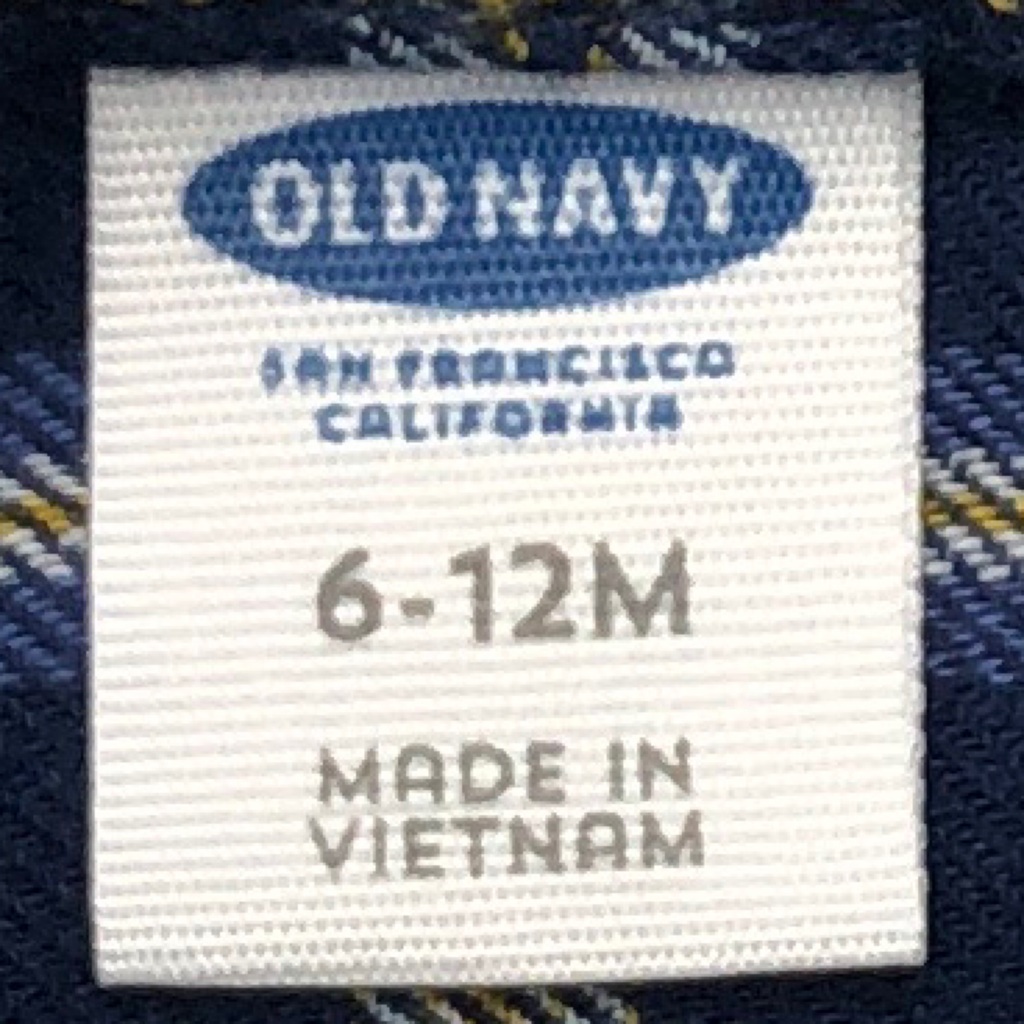 OLD NAVY
SAN FRANCISCO
CALIFORNIA
6-12M
MADE IN
VIETNAM